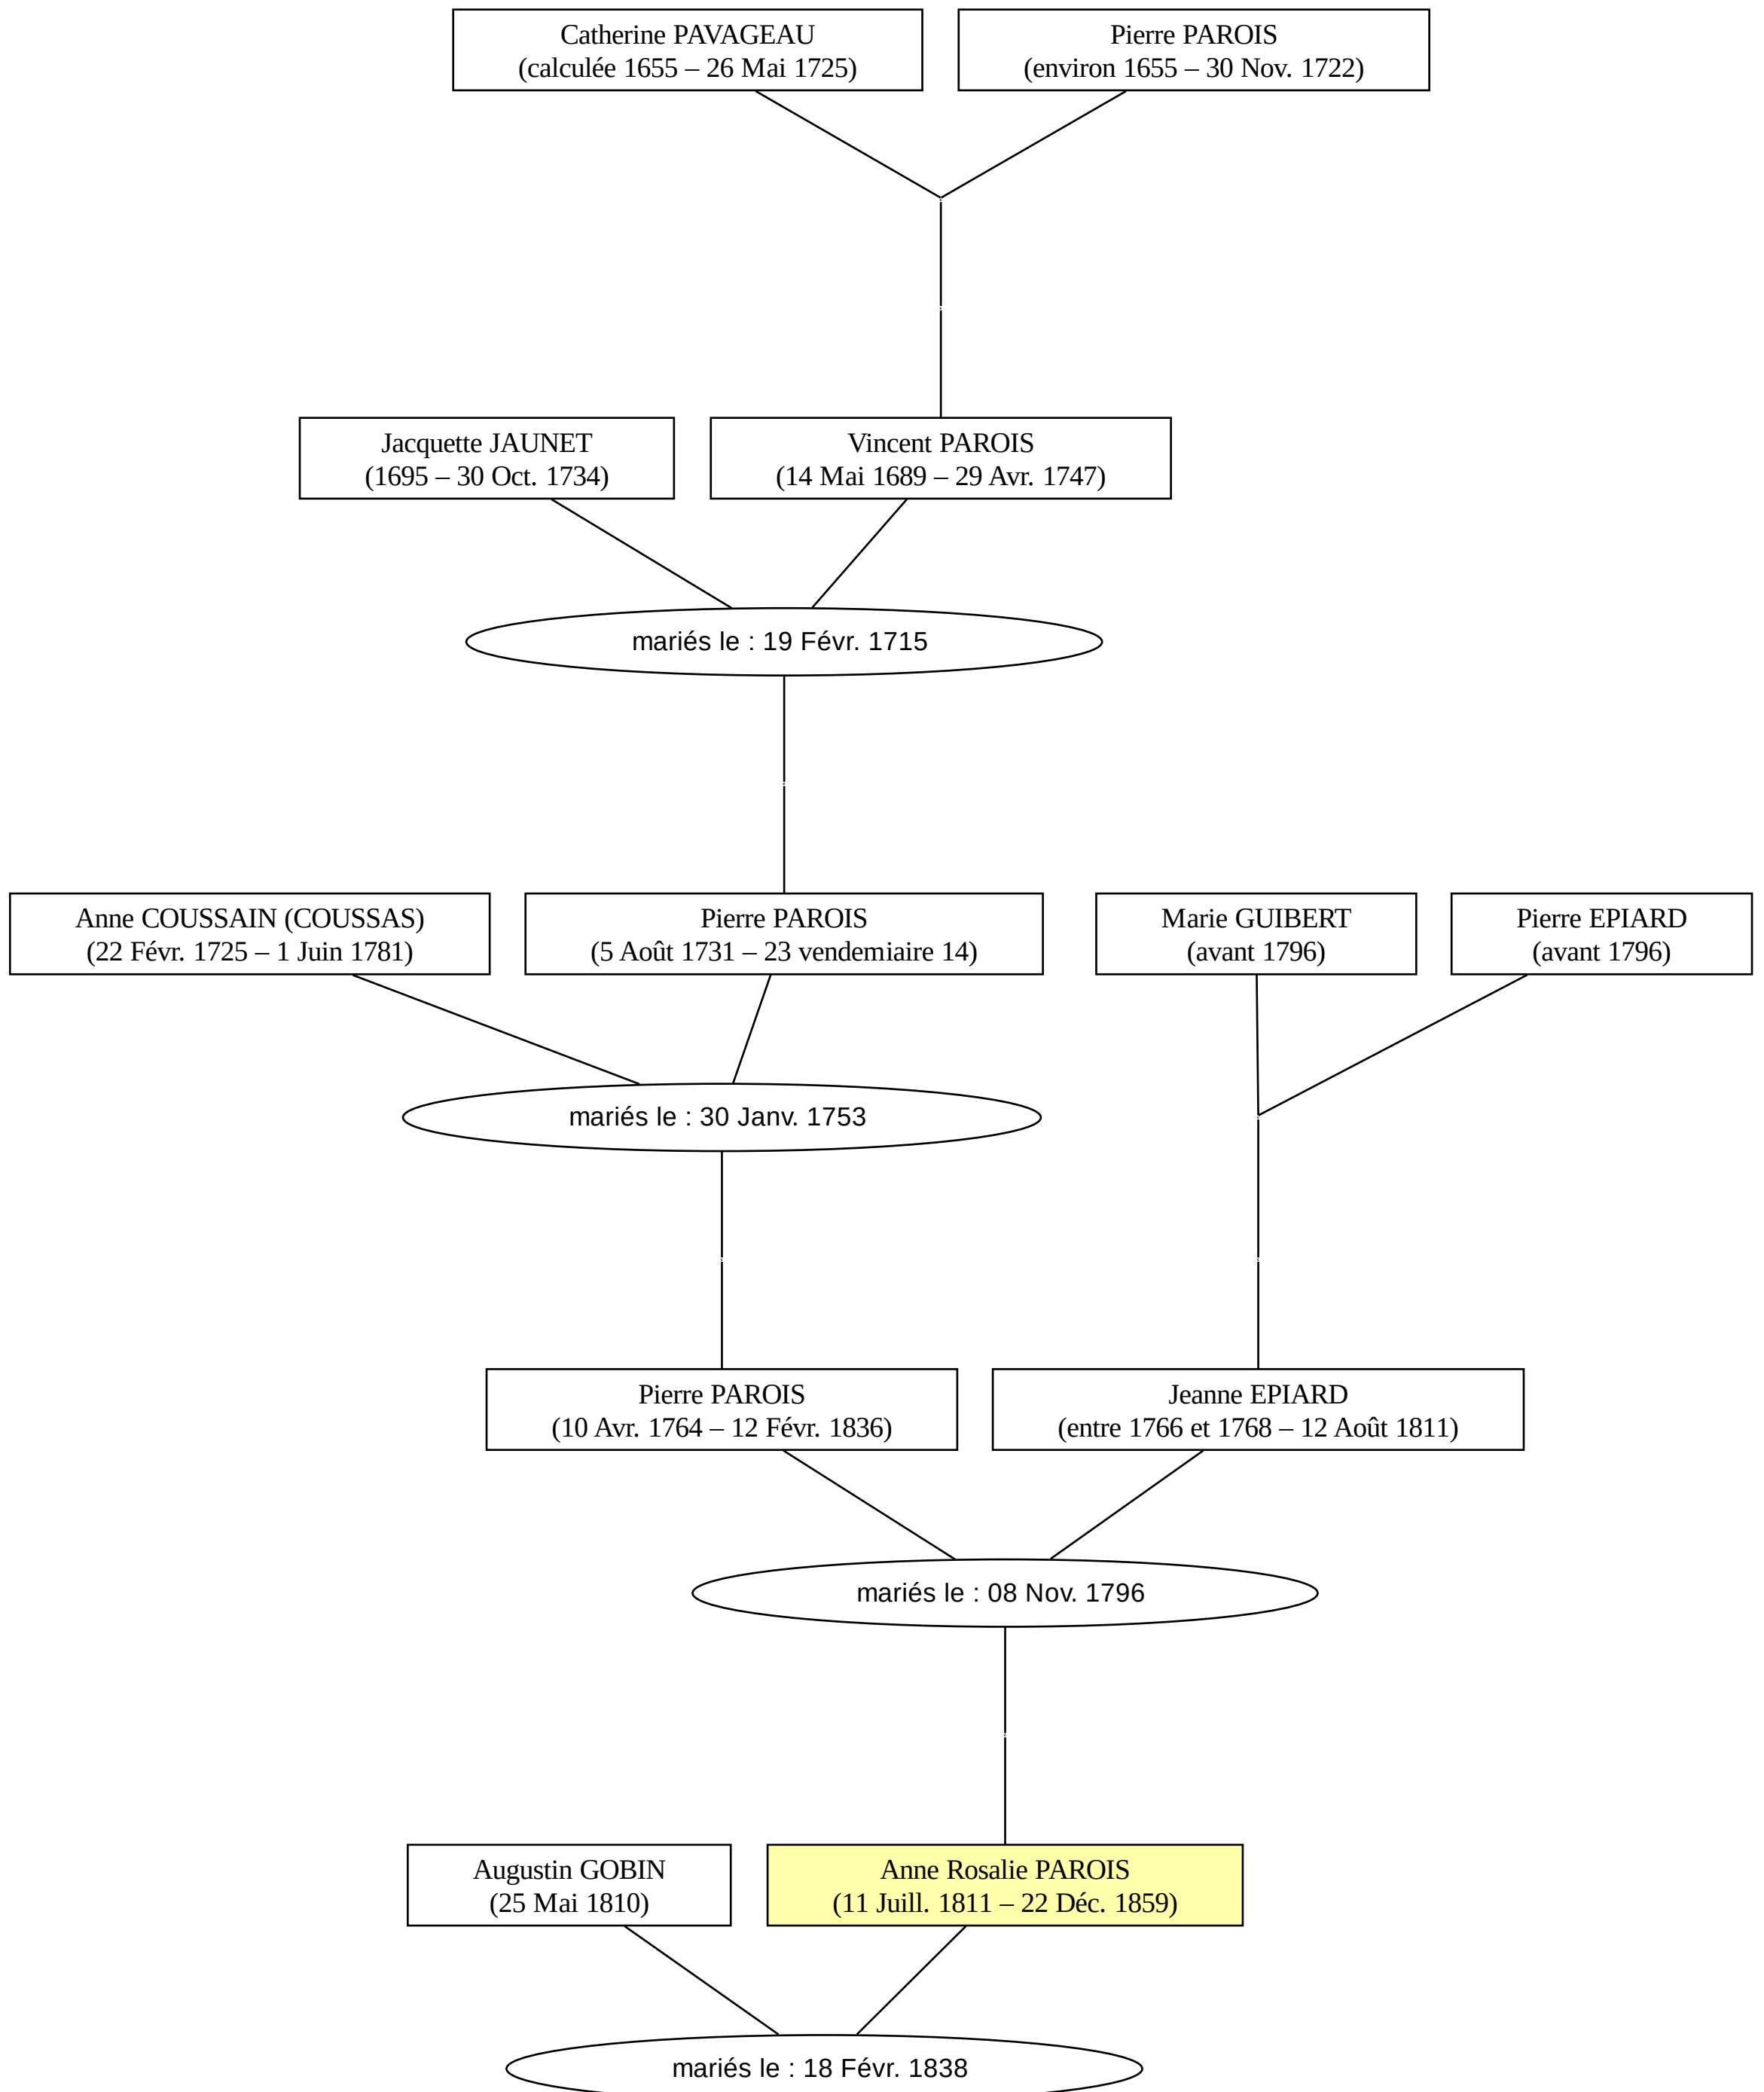 Catherine PAVAGEAU
(calculée 1655 – 26 Mai 1725)
Pierre PAROIS
(environ 1655 – 30 Nov. 1722)
Jacquette JAUNET
(1695 – 30 Oct. 1734)
Vincent PAROIS
(14 Mai 1689 – 29 Avr. 1747)
mariés le : 19 Févr. 1715
Anne COUSSAIN (COUSSAS)
(22 Févr. 1725 – 1 Juin 1781)
Pierre PAROIS
(5 Août 1731 – 23 vendemiaire 14)
Marie GUIBERT
(avant 1796)
Pierre EPIARD
(avant 1796)
mariés le : 30 Janv. 1753
Pierre PAROIS
(10 Avr. 1764 – 12 Févr. 1836)
Jeanne EPIARD
(entre 1766 et 1768 – 12 Août 1811)
mariés le : 08 Nov. 1796
Augustin GOBIN
(25 Mai 1810)
Anne Rosalie PAROIS
(11 Juill. 1811 – 22 Déc. 1859)
mariés le : 18 Févr. 1838